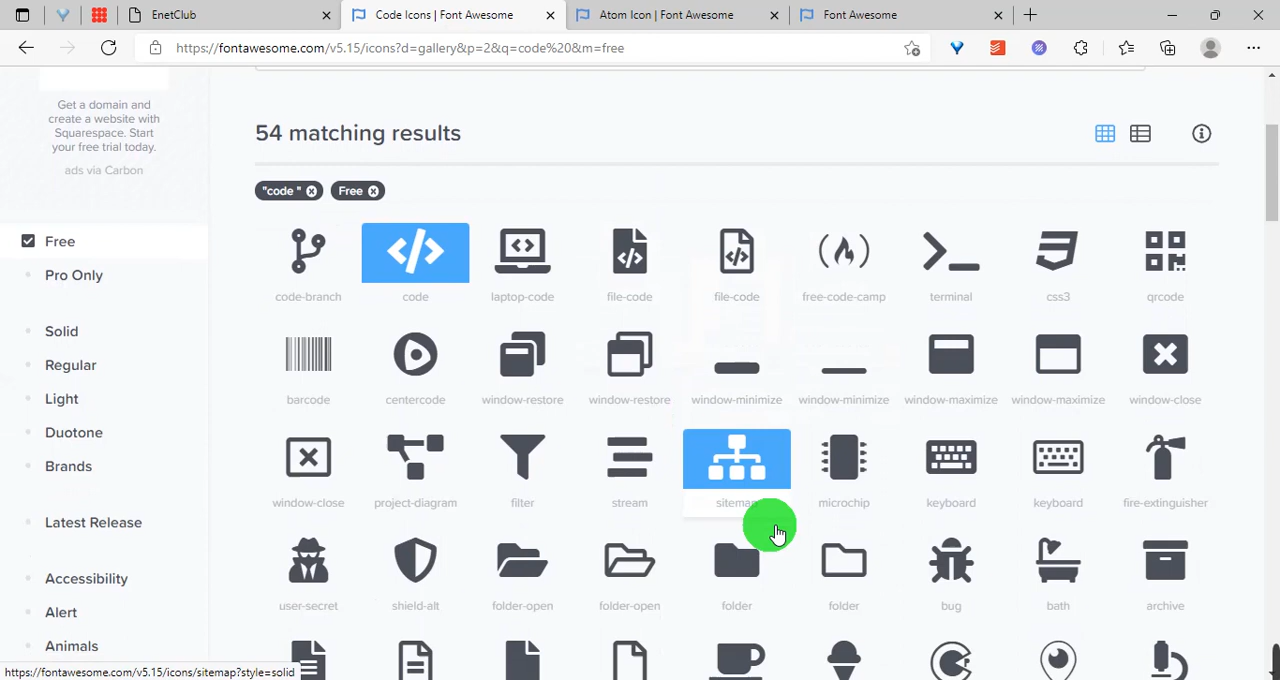 EnetClub
Code Icons | Font Awesome
Atom Icon | Font Awesome
Font Awesome
https://fontawesome.com/v5.15/icons?d=gallery&p=2&q=code%20&m=free
Get a domain and
create a website with
Squarespace. Start
your free trial today.
ads via Carbon
54 matching results
"code "
Free
Free
Pro Only
Solid
Regular
Light
Duotone
Brands
Latest Release
Accessibility
Alert
Animals
code-branch code laptop-code file-code file-code free-code-camp terminal css3 qrcode
barcode centercode window-restore window-restore window-minimize window-minimize window-maximize window-maximize window-close
window-close project-diagram filter stream sitemap microchip keyboard keyboard fire-extinguisher
user-secret shield-alt folder-open folder-open folder folder bug bath archive
https://fontawesome.com/v5.15/icons/sitemap?style=solid